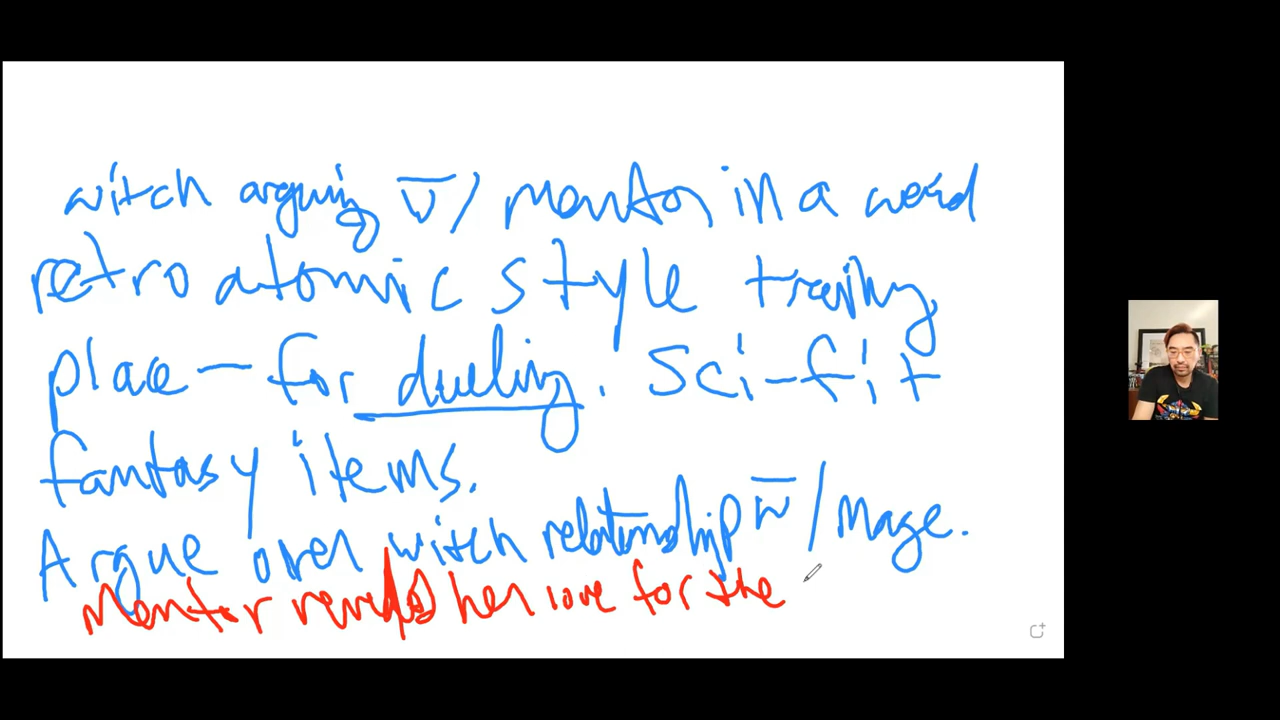 witch arguing w̅/ mentor in a weird
retro atomic style training
place — for dueling. Sci-fi t
fantasy items.
Argue over witch relationship w̅/ Mage.
Mentor reveals her love for the